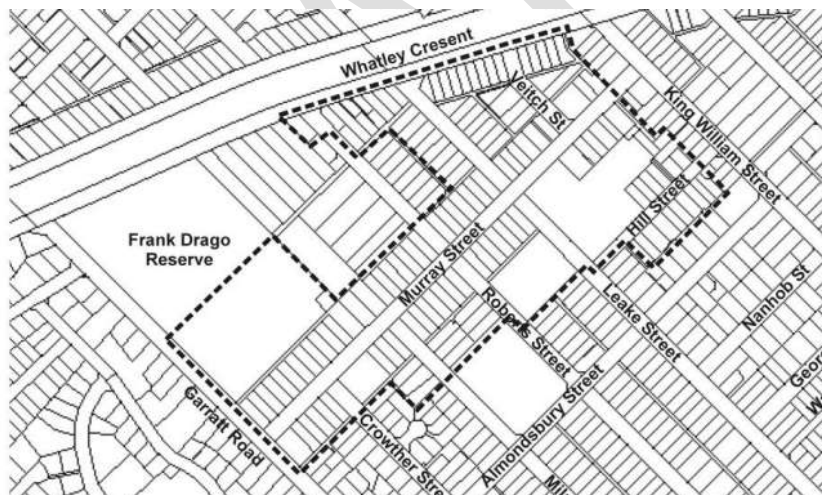 Whatley Cresent
Veitch St
King William Street
Hill Street
Frank Drago
Reserve
Murray Street
Roberts Street
Leake Street
Nanhob St
Garratt Road
Crowther Stre
Almondsbury Street
Geor